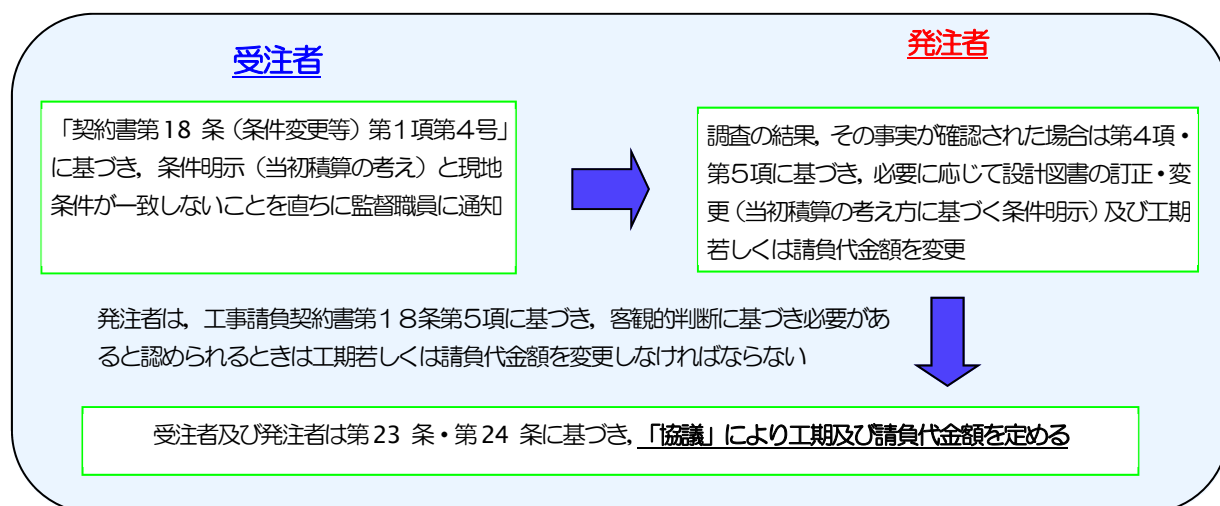 受注者
発注者
「契約書第18 条（条件変更等）第1項第4号」
に基づき，条件明示（当初積算の考え）と現地
条件が一致しないことを直ちに監督職員に通知
調査の結果，その事実が確認された場合は第4項・
第5項に基づき，必要に応じて設計図書の訂正・変
更（当初積算の考え方に基づく条件明示）及び工期
若しくは請負代金額を変更
発注者は，工事請負契約書第１８条第５項に基づき，客観的判断に基づき必要があ
ると認められるときは工期若しくは請負代金額を変更しなければならない
受注者及び発注者は第23 条・第24 条に基づき，「協議」により工期及び請負代金額を定める